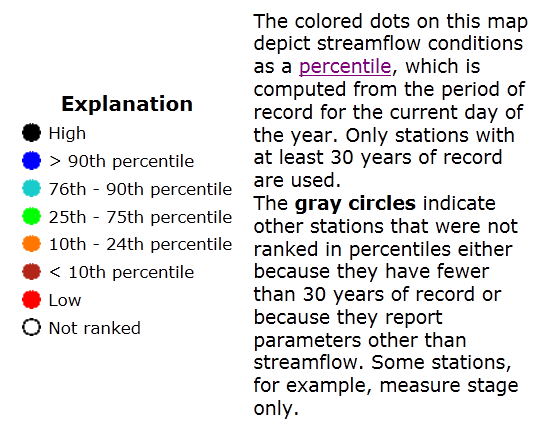 Explanation
High
> 90th percentile
76th - 90th percentile
25th - 75th percentile
10th - 24th percentile
< 10th percentile
Low
Not ranked
The colored dots on this map
depict streamflow conditions
as a percentile, which is
computed from the period of
record for the current day of
the year. Only stations with
at least 30 years of record
are used.
The gray circles indicate
other stations that were not
ranked in percentiles either
because they have fewer
than 30 years of record or
because they report
parameters other than
streamflow. Some stations,
for example, measure stage
only.